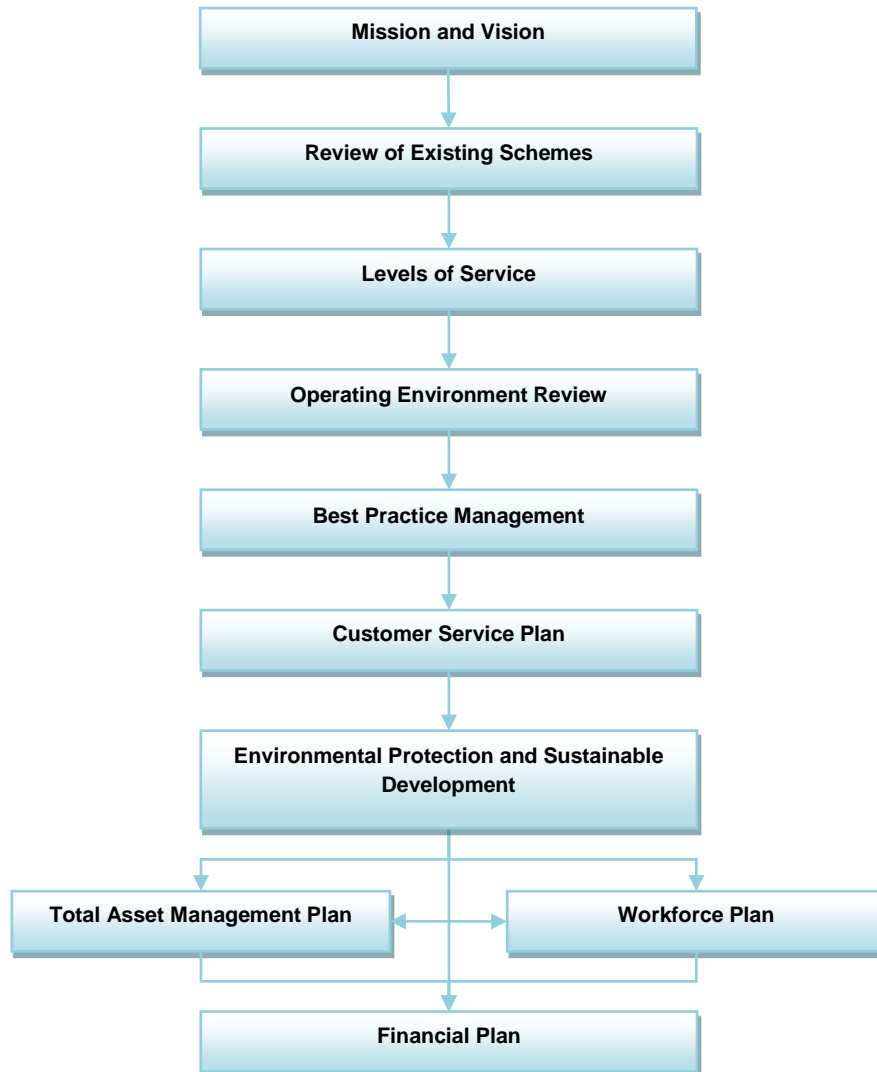 Mission and Vision
Review of Existing Schemes
Levels of Service
Operating Environment Review
Best Practice Management
Customer Service Plan
Environmental Protection and Sustainable
Development
Total Asset Management Plan
Workforce Plan
Financial Plan